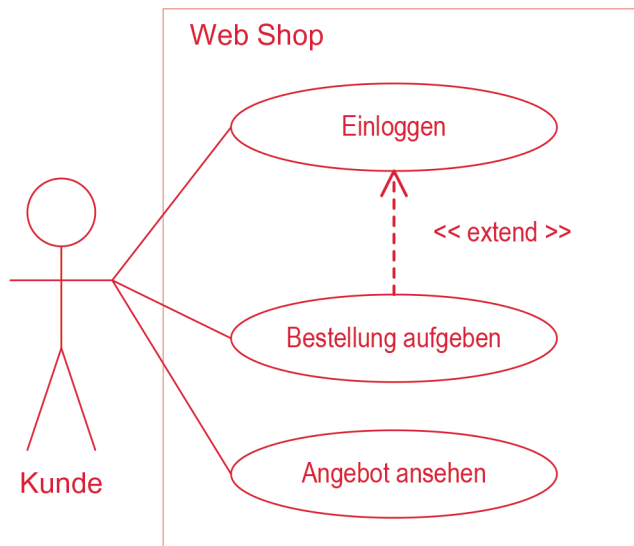 Web Shop
Einloggen
<< extend >>
Bestellung aufgeben
Angebot ansehen
Kunde